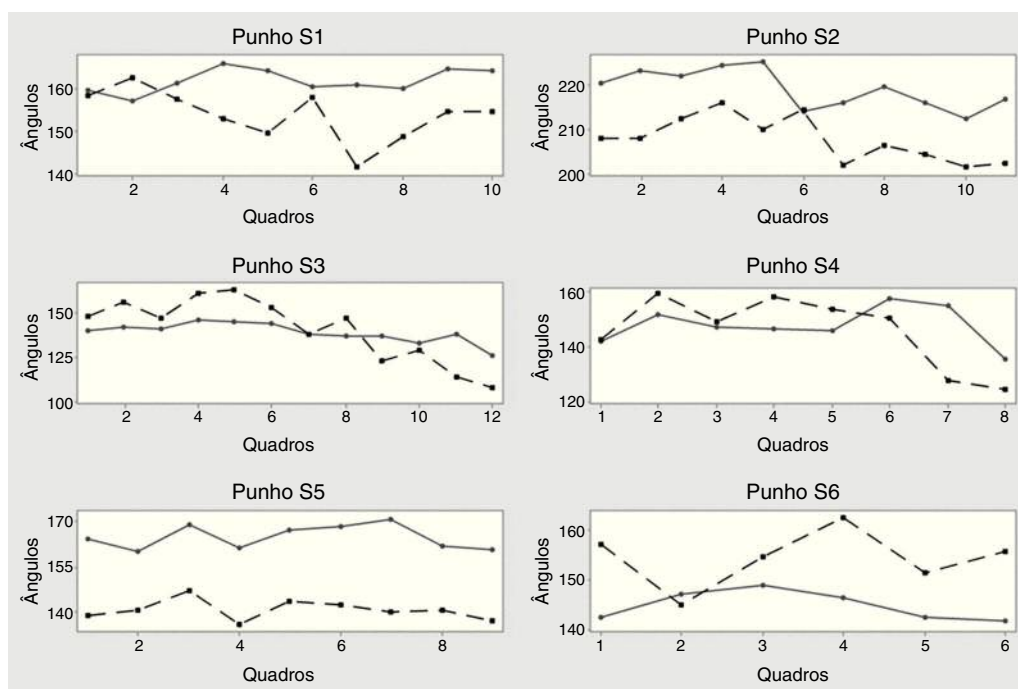 Punho S1
Ângulos
160
150
140
2 4 6 8 10
Quadros
Punho S2
Ângulos
220
210
200
2 4 6 8 10
Quadros
Punho S3
Ângulos
150
125
100
2 4 6 8 10 12
Quadros
Punho S4
Ângulos
160
140
120
1 2 3 4 5 6 7 8
Quadros
Punho S5
Ângulos
170
155
140
2 4 6 8
Quadros
Punho S6
Ângulos
160
150
140
1 2 3 4 5 6
Quadros